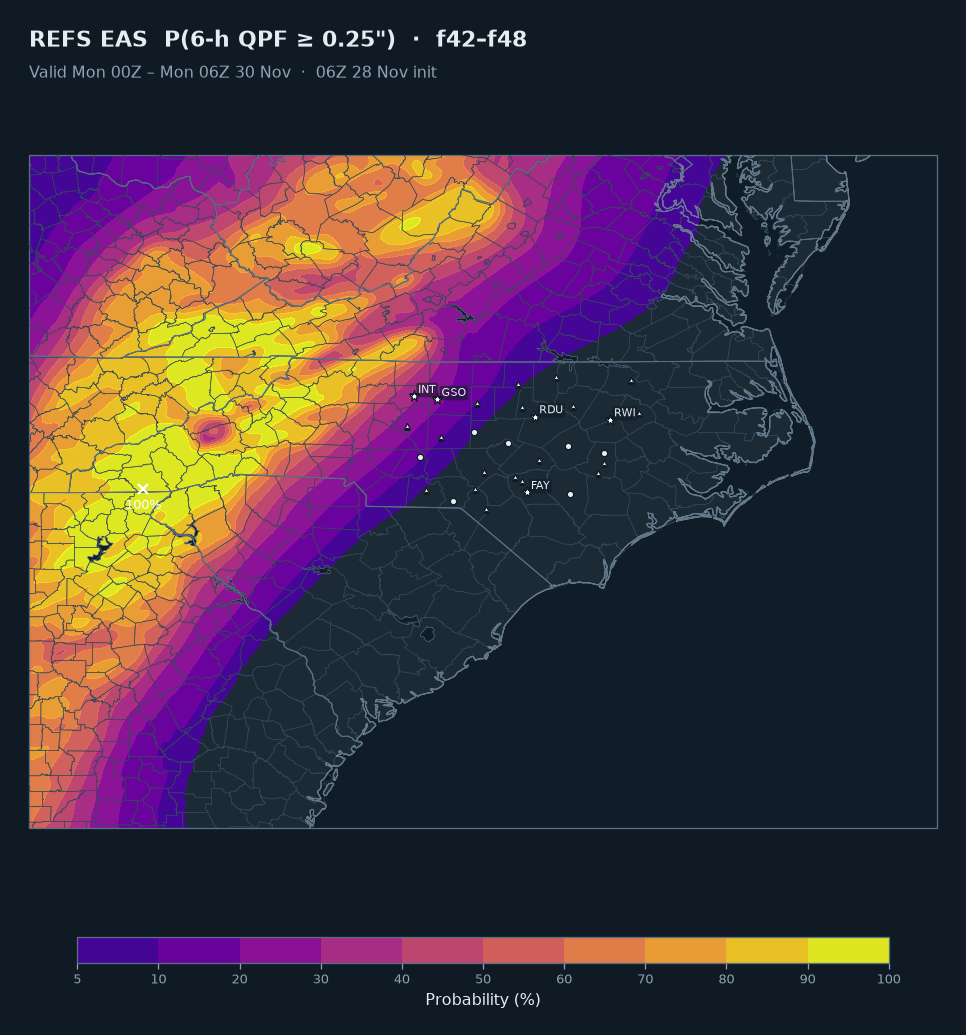 REFS EAS  P(6-h QPF ≥ 0.25")  ·  f42–f48
Valid Mon 00Z – Mon 06Z 30 Nov  ·  06Z 28 Nov init
INT
GSO
RDU
RWI
FAY
100%
5 10 20 30 40 50 60 70 80 90 100
Probability (%)